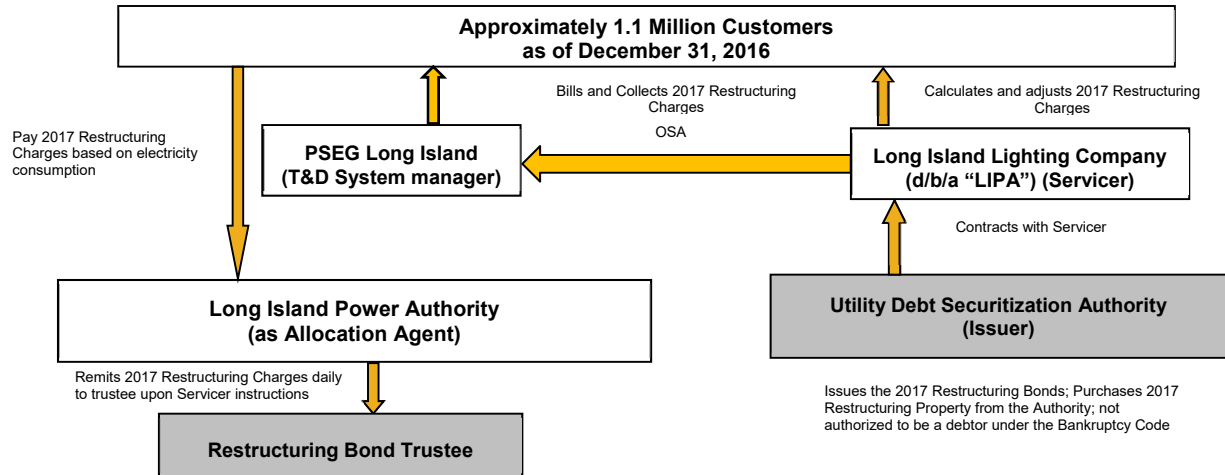 Approximately 1.1 Million Customers
as of December 31, 2016
Pay 2017 Restructuring
Charges based on electricity
consumption
Bills and Collects 2017 Restructuring
Charges
OSA
Calculates and adjusts 2017 Restructuring
Charges
PSEG Long Island
(T&D System manager)
Long Island Lighting Company
(d/b/a “LIPA”) (Servicer)
Contracts with Servicer
Long Island Power Authority
(as Allocation Agent)
Utility Debt Securitization Authority
(Issuer)
Remits 2017 Restructuring Charges daily
to trustee upon Servicer instructions
Issues the 2017 Restructuring Bonds; Purchases 2017
Restructuring Property from the Authority; not
authorized to be a debtor under the Bankruptcy Code
Restructuring Bond Trustee